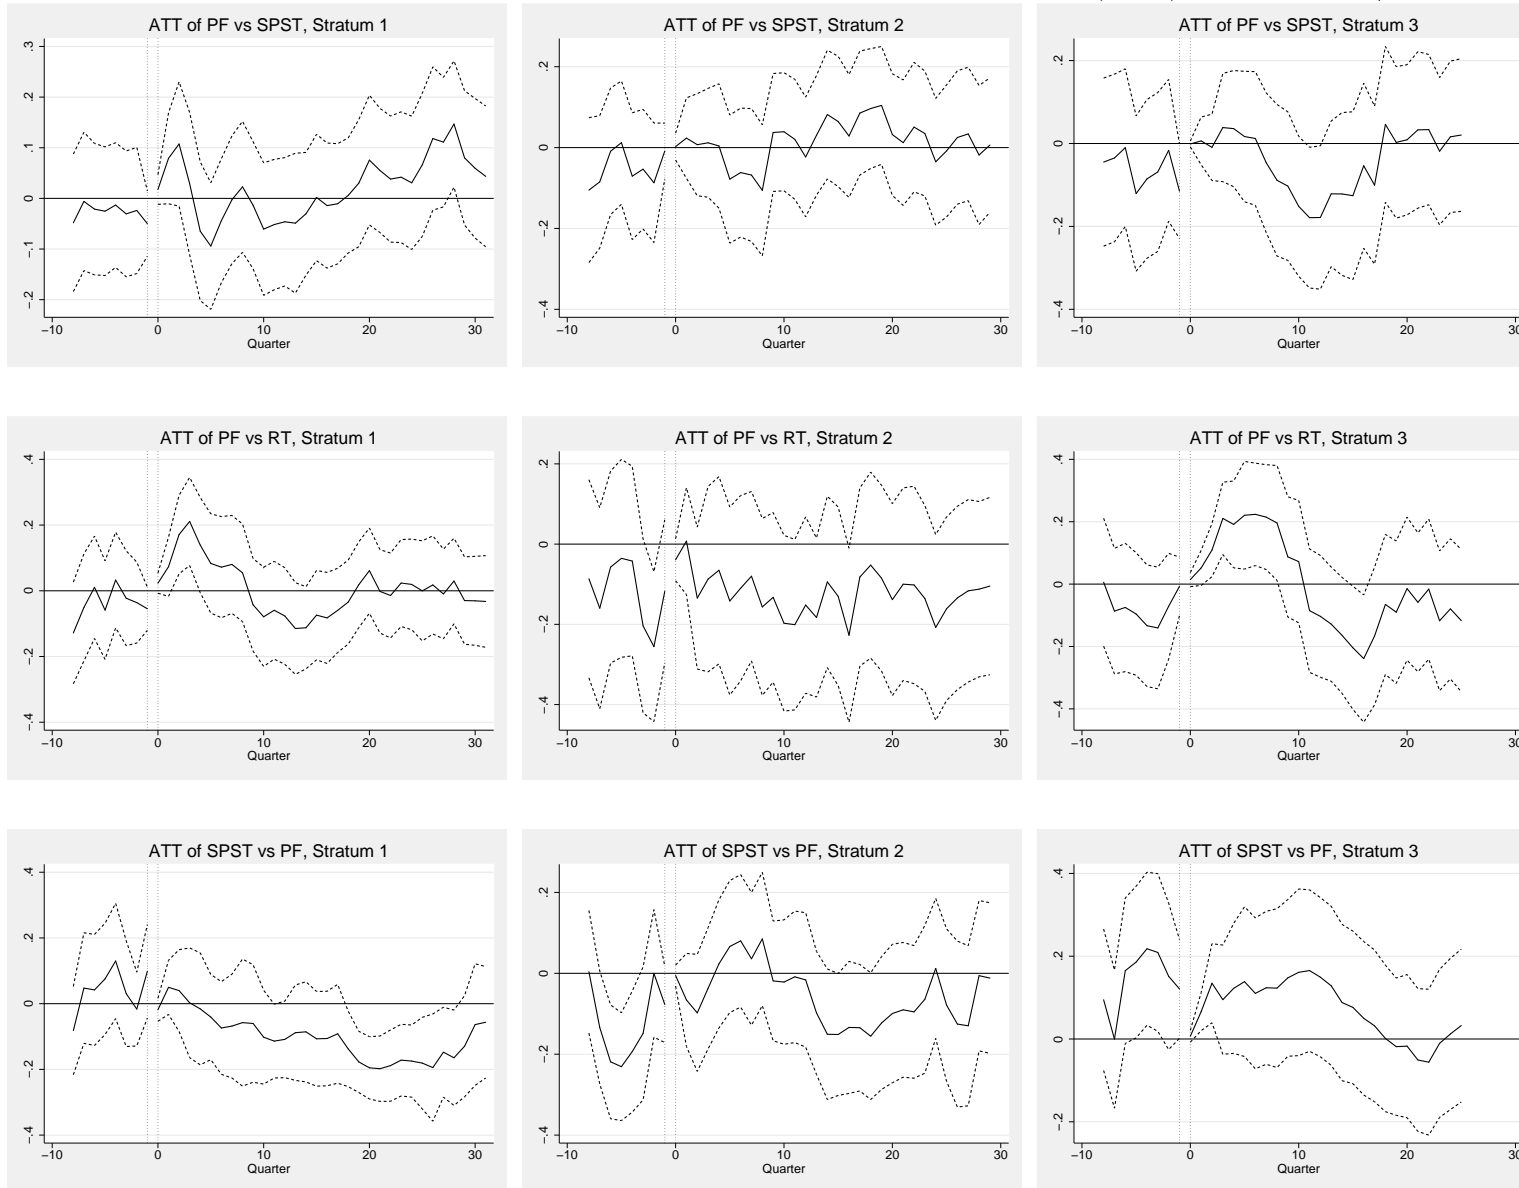 ATT of PF vs SPST, Stratum 1
.3
.2
.1
0
-.1
-.2
-10 0 10 20 30
Quarter
ATT of PF vs SPST, Stratum 2
.2
0
-.2
-.4
-10 0 10 20 30
Quarter
ATT of PF vs SPST, Stratum 3
.2
0
-.2
-.4
-10 0 10 20 30
Quarter
ATT of PF vs RT, Stratum 1
.4
.2
0
-.2
-.4
-10 0 10 20 30
Quarter
ATT of PF vs RT, Stratum 2
.2
0
-.2
-.4
-10 0 10 20 30
Quarter
ATT of PF vs RT, Stratum 3
.4
.2
0
-.2
-.4
-10 0 10 20 30
Quarter
ATT of SPST vs PF, Stratum 1
.4
.2
0
-.2
-.4
-10 0 10 20 30
Quarter
ATT of SPST vs PF, Stratum 2
.2
0
-.2
-.4
-10 0 10 20 30
Quarter
ATT of SPST vs PF, Stratum 3
.4
.2
0
-.2
-10 0 10 20 30
Quarter